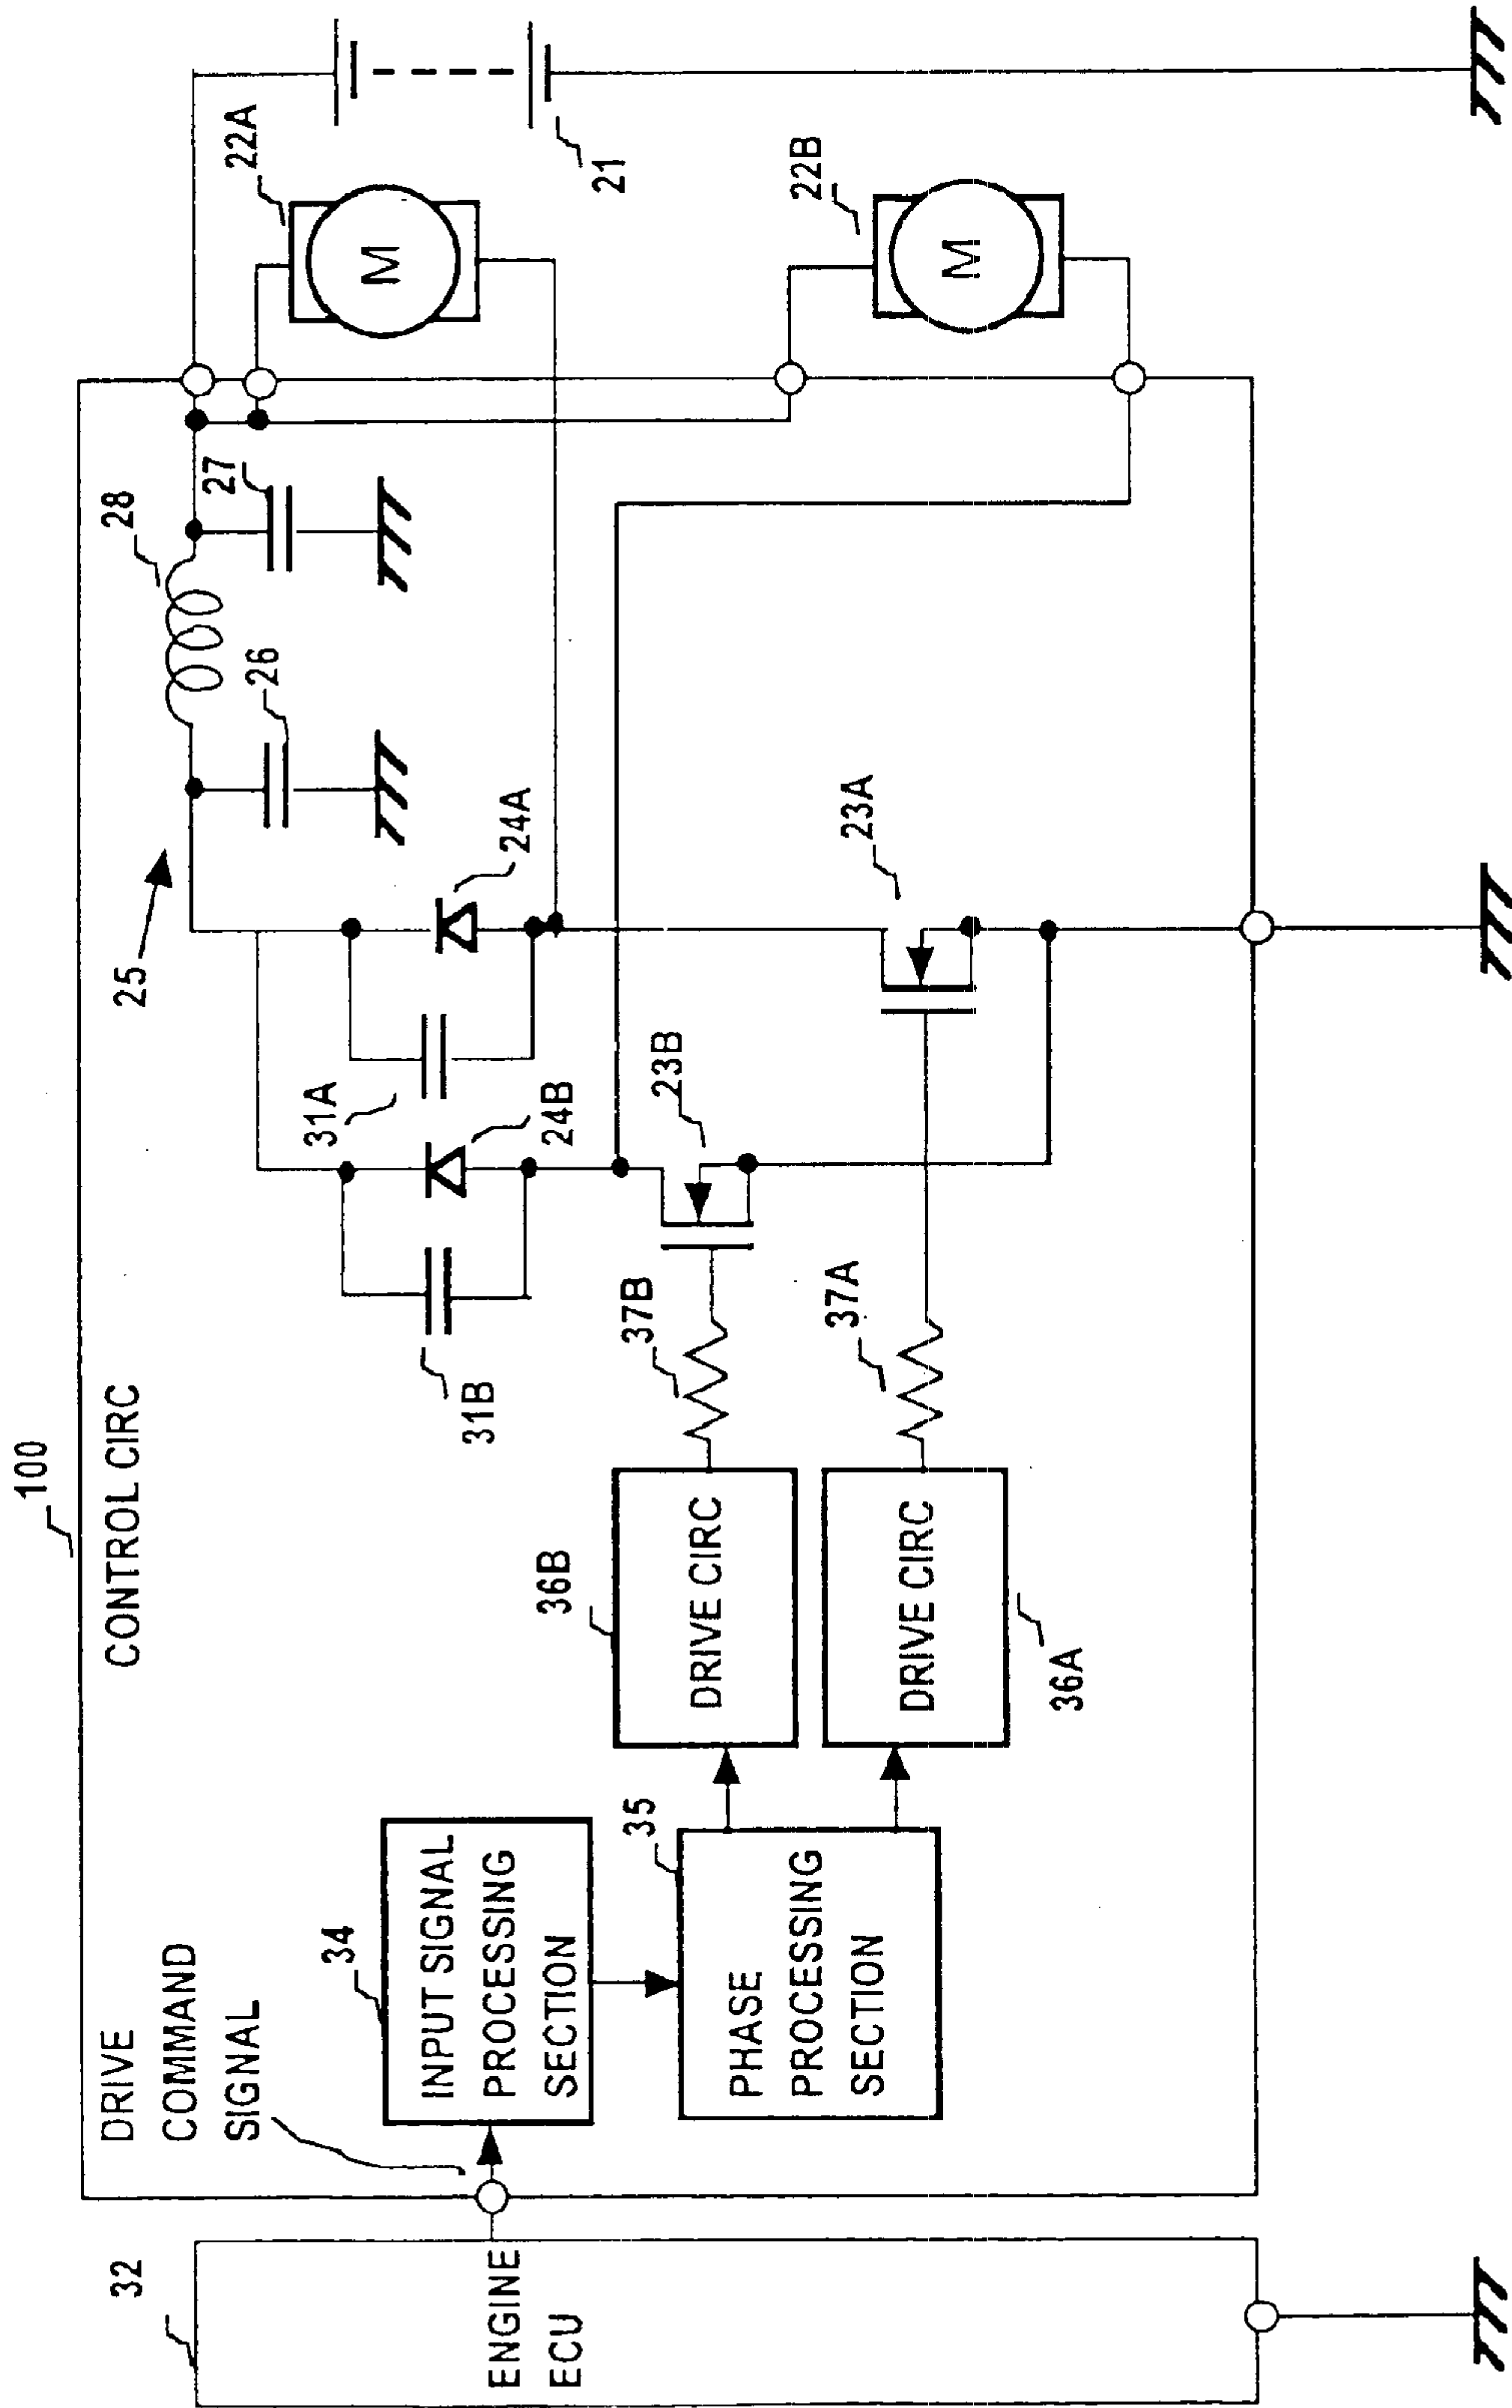 100
CONTROL CIRC
32
ENGINE
ECU
DRIVE
COMMAND
SIGNAL
34
INPUT SIGNAL
PROCESSING
SECTION
35
PHASE
PROCESSING
SECTION
36B
DRIVE CIRC
DRIVE CIRC
36A
37B
37A
31B
24B
31A
24A
23B
23A
25
26
28
27
22A
M
21
22B
M